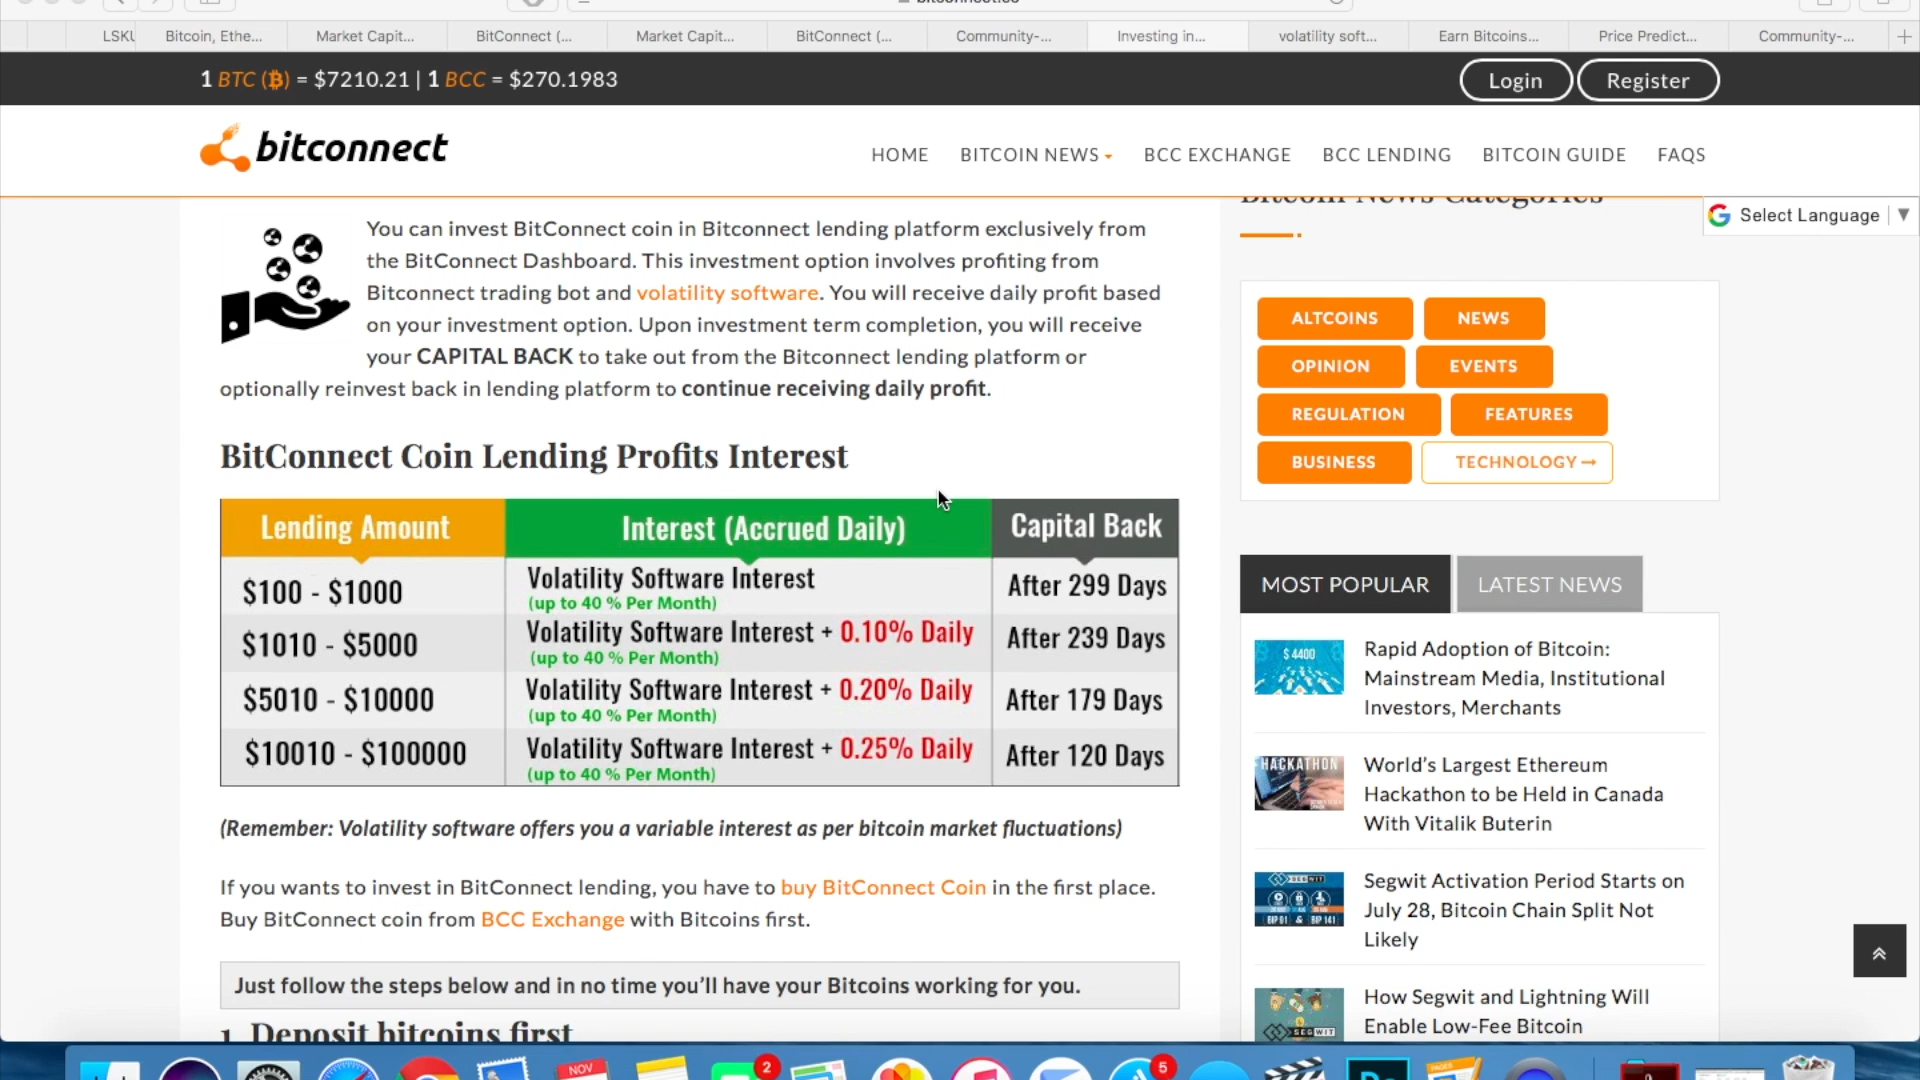 LSKU
Bitcoin, Ethe...
Market Capit...
BitConnect (...
Market Capit...
BitConnect (...
Community-...
Investing in...
volatility soft...
Earn Bitcoins...
Price Predict...
Community-...
1 BTC (₿) = $7210.21 | 1 BCC = $270.1983
Login
Register
bitconnect
HOME
BITCOIN NEWS
BCC EXCHANGE
BCC LENDING
BITCOIN GUIDE
FAQS
Select Language
You can invest BitConnect coin in Bitconnect lending platform exclusively from
the BitConnect Dashboard. This investment option involves profiting from
Bitconnect trading bot and volatility software. You will receive daily profit based
on your investment option. Upon investment term completion, you will receive
your CAPITAL BACK to take out from the Bitconnect lending platform or
optionally reinvest back in lending platform to continue receiving daily profit.
BitConnect Coin Lending Profits Interest
Lending Amount
Interest (Accrued Daily)
Capital Back
$100 - $1000
Volatility Software Interest
(up to 40 % Per Month)
After 299 Days
$1010 - $5000
Volatility Software Interest + 0.10% Daily
(up to 40 % Per Month)
After 239 Days
$5010 - $10000
Volatility Software Interest + 0.20% Daily
(up to 40 % Per Month)
After 179 Days
$10010 - $100000
Volatility Software Interest + 0.25% Daily
(up to 40 % Per Month)
After 120 Days
(Remember: Volatility software offers you a variable interest as per bitcoin market fluctuations)
If you wants to invest in BitConnect lending, you have to buy BitConnect Coin in the first place.
Buy BitConnect coin from BCC Exchange with Bitcoins first.
Just follow the steps below and in no time you'll have your Bitcoins working for you.
1. Deposit bitcoins first
Bitcoin News Categories
ALTCOINS
NEWS
OPINION
EVENTS
REGULATION
FEATURES
BUSINESS
TECHNOLOGY
MOST POPULAR
LATEST NEWS
$ 4400
Rapid Adoption of Bitcoin:
Mainstream Media, Institutional
Investors, Merchants
HACKATHON
World's Largest Ethereum
Hackathon to be Held in Canada
With Vitalik Buterin
SEGWIT
BIP 91 & BIP 141
Segwit Activation Period Starts on
July 28, Bitcoin Chain Split Not
Likely
SEGWIT
How Segwit and Lightning Will
Enable Low-Fee Bitcoin
NOV
2
5
PAGES